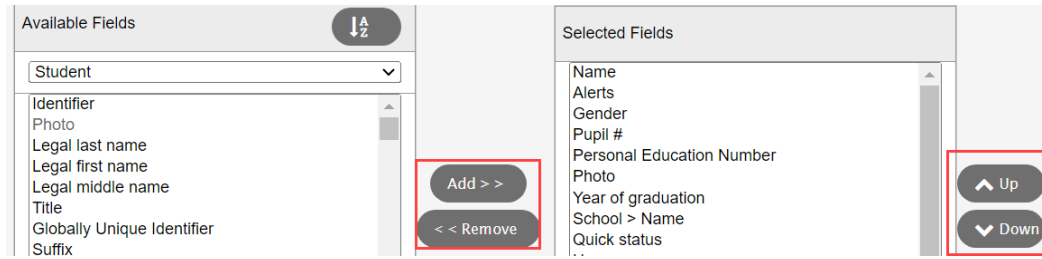 Available Fields
Student
Identifier
Photo
Legal last name
Legal first name
Legal middle name
Title
Globally Unique Identifier
Suffix
Add > >
< < Remove
Selected Fields
Name
Alerts
Gender
Pupil #
Personal Education Number
Photo
Year of graduation
School > Name
Quick status
Up
Down